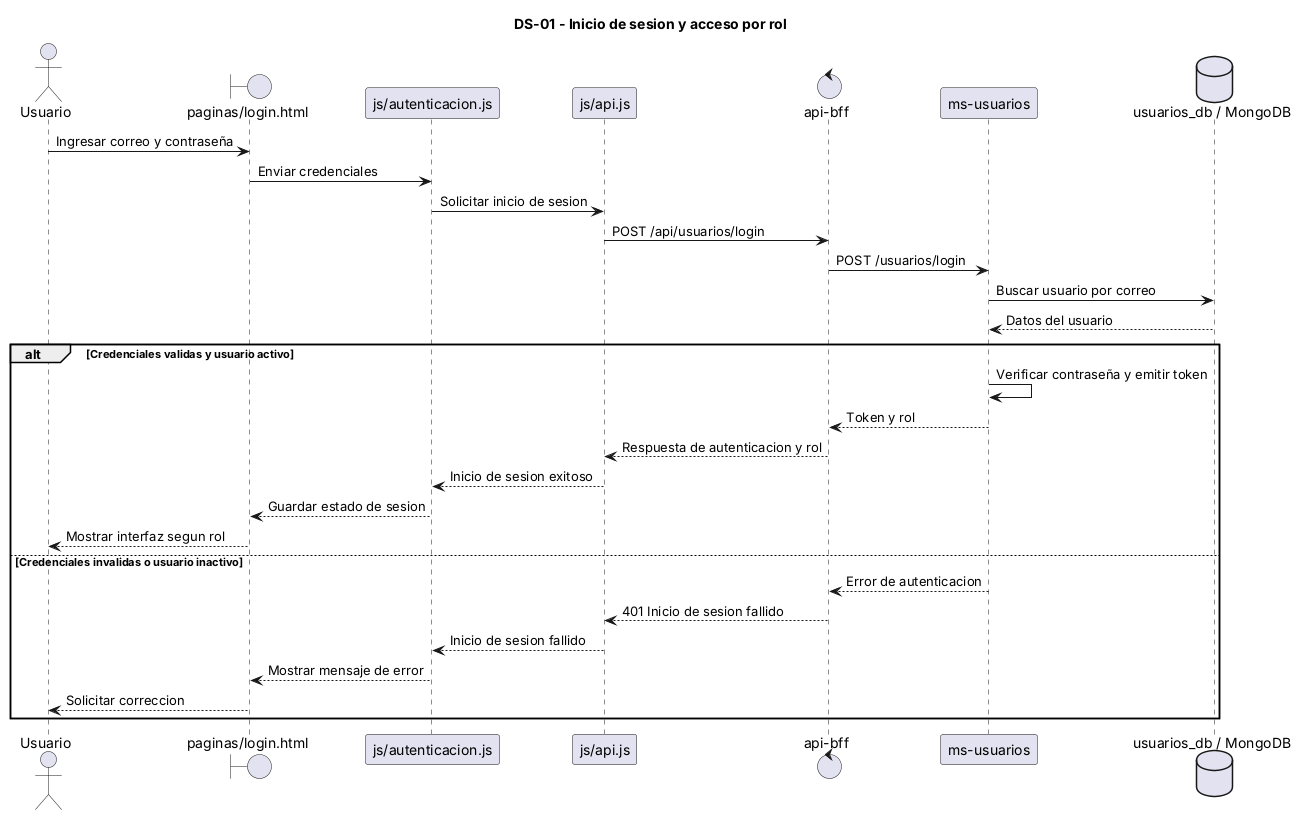 DS-01 - Inicio de sesion y acceso por rol
Usuario
paginas/login.html
js/autenticacion.js
js/api.js
api-bff
ms-usuarios
usuarios_db / MongoDB
Ingresar correo y contraseña
Enviar credenciales
Solicitar inicio de sesion
POST /api/usuarios/login
POST /usuarios/login
Buscar usuario por correo
Datos del usuario
alt
[Credenciales validas y usuario activo]
Verificar contraseña y emitir token
Token y rol
Respuesta de autenticacion y rol
Inicio de sesion exitoso
Guardar estado de sesion
Mostrar interfaz segun rol
[Credenciales invalidas o usuario inactivo]
Error de autenticacion
401 Inicio de sesion fallido
Inicio de sesion fallido
Mostrar mensaje de error
Solicitar correccion
Usuario
paginas/login.html
js/autenticacion.js
js/api.js
api-bff
ms-usuarios
usuarios_db / MongoDB